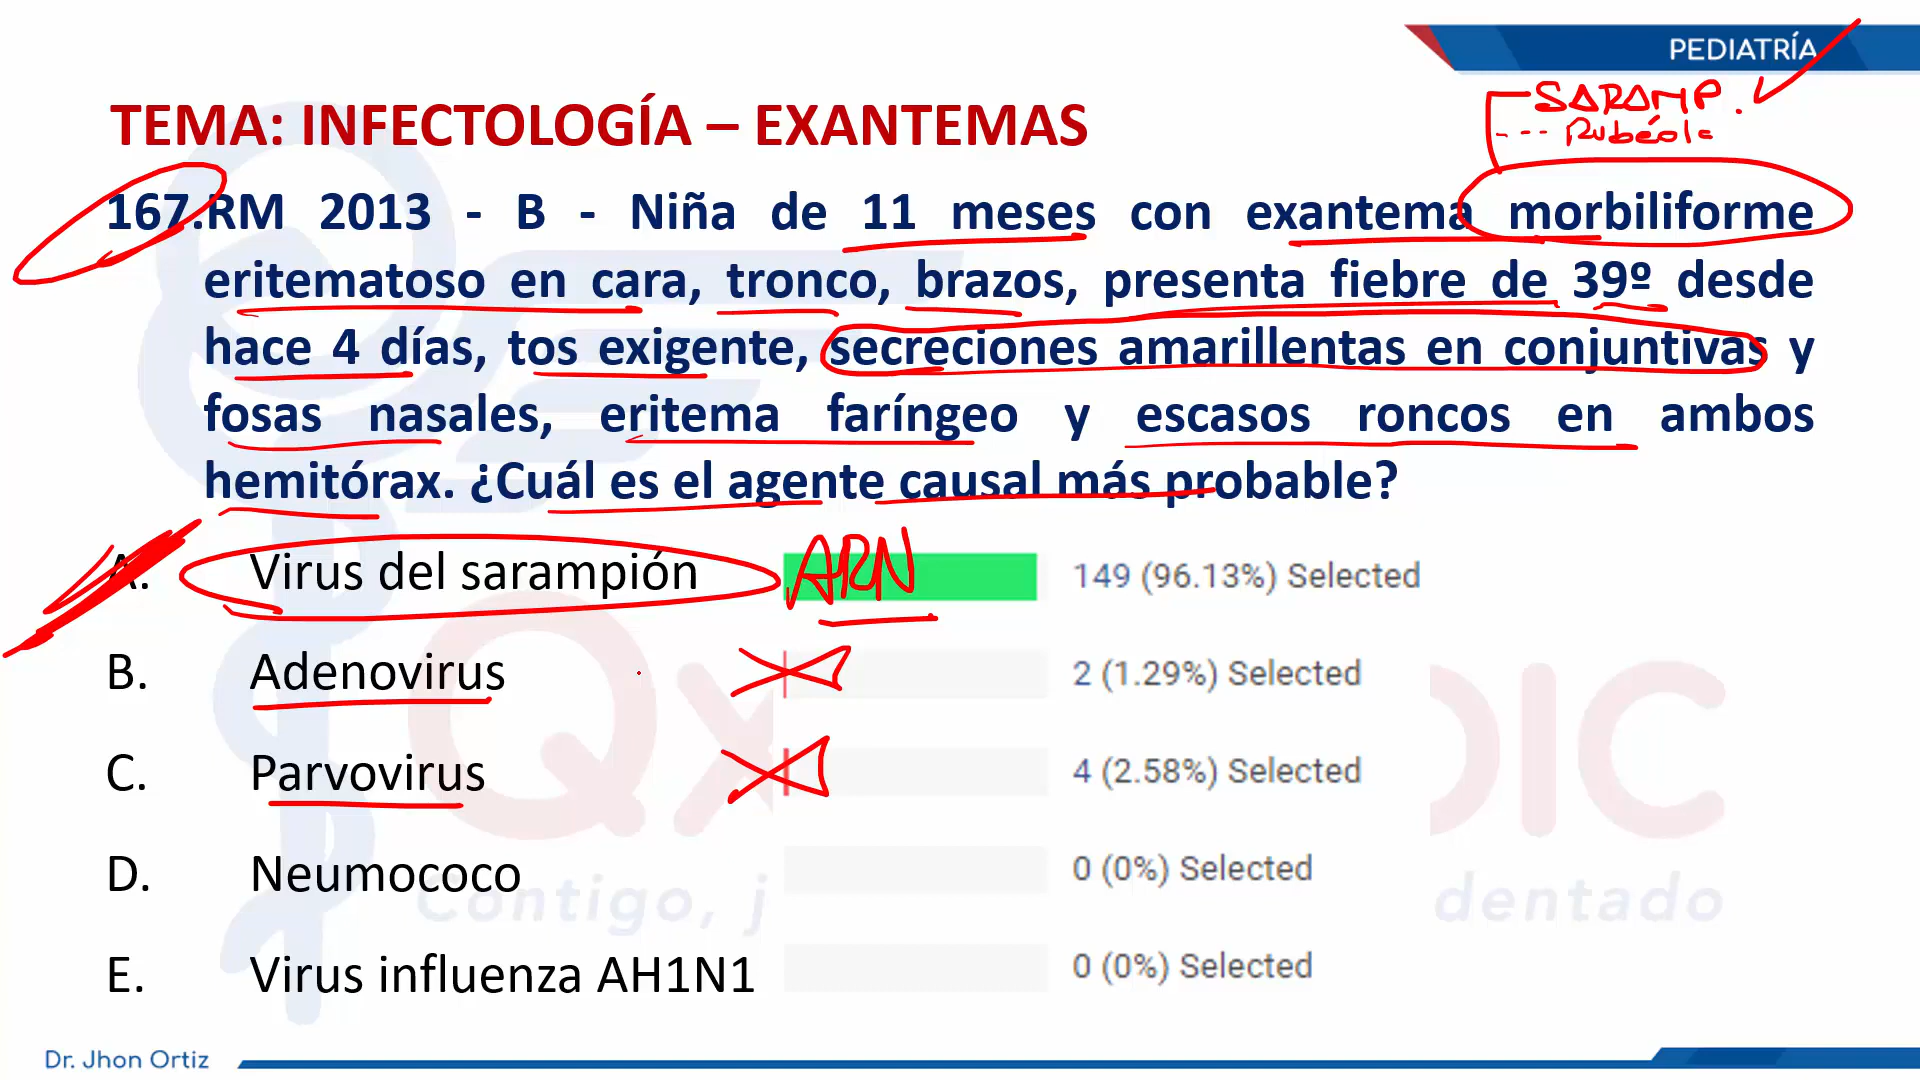 PEDIATRÍA
SARAMP.
--- Rubéola
TEMA: INFECTOLOGÍA – EXANTEMAS
167.RM 2013 - B - Niña de 11 meses con exantema morbiliforme
eritematoso en cara, tronco, brazos, presenta fiebre de 39º desde
hace 4 días, tos exigente, secreciones amarillentas en conjuntivas y
fosas nasales, eritema faríngeo y escasos roncos en ambos
hemitórax. ¿Cuál es el agente causal más probable?
A. Virus del sarampión ARN 149 (96.13%) Selected
B. Adenovirus 2 (1.29%) Selected
C. Parvovirus 4 (2.58%) Selected
D. Neumococo 0 (0%) Selected
Contigo, j dentado
E. Virus influenza AH1N1 0 (0%) Selected
Dr. Jhon Ortiz